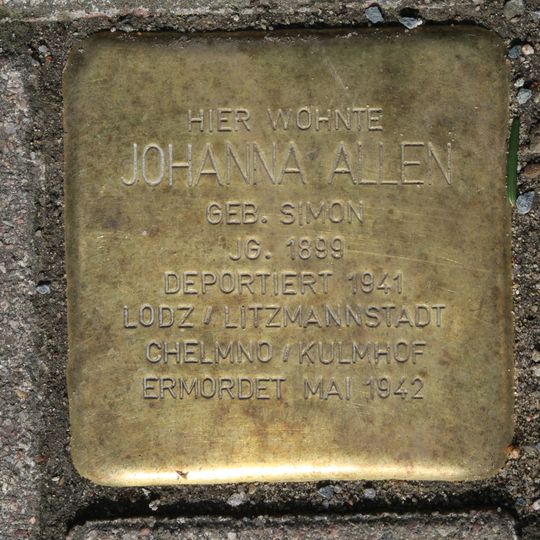 HIER WOHNTE
JOHANNA ALLEN
GEB. SIMON
JG. 1899
DEPORTIERT 1941
LODZ / LITZMANNSTADT
CHELMNO / KULMHOF
ERMORDET MAI 1942